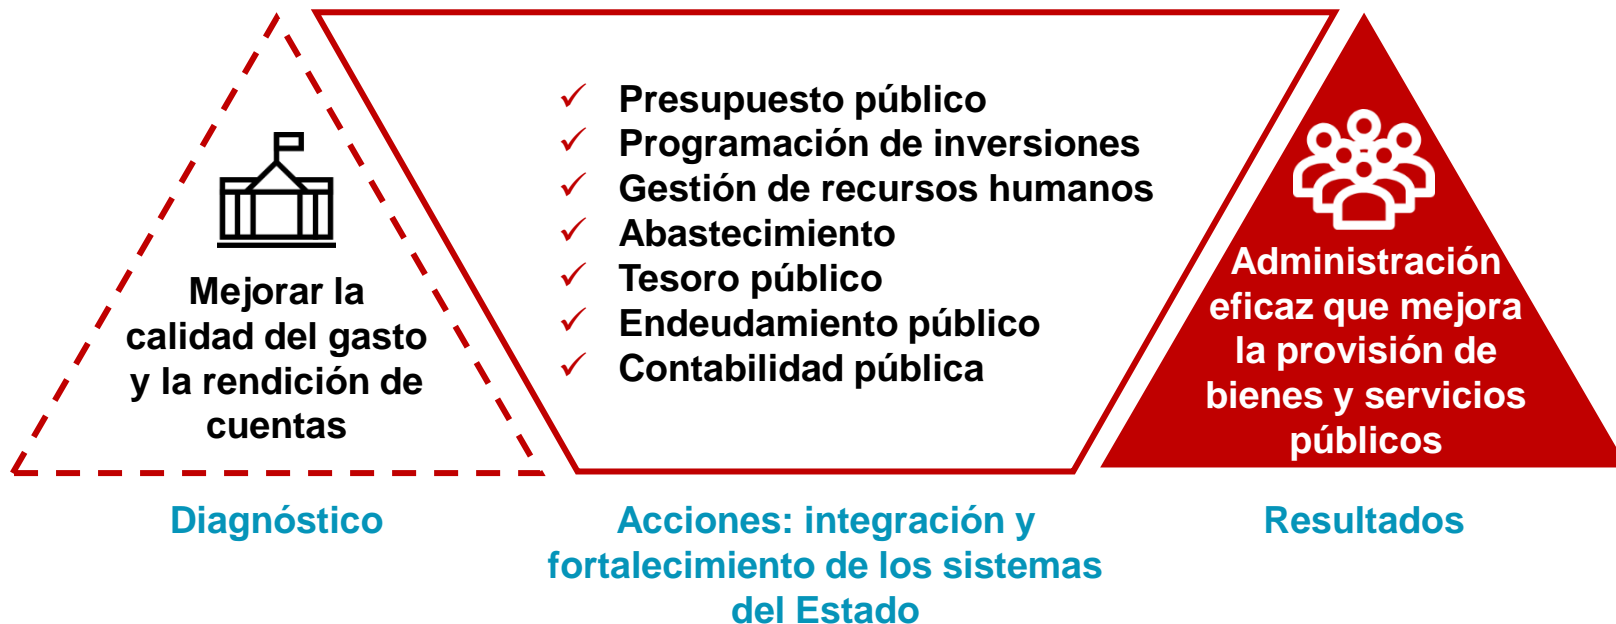 Mejorar la
calidad del gasto
y la rendición de
cuentas
Diagnóstico
Presupuesto público
Programación de inversiones
Gestión de recursos humanos
Abastecimiento
Tesoro público
Endeudamiento público
Contabilidad pública
Acciones: integración y
fortalecimiento de los sistemas
del Estado
Administración
eficaz que mejora
la provisión de
bienes y servicios
públicos
Resultados